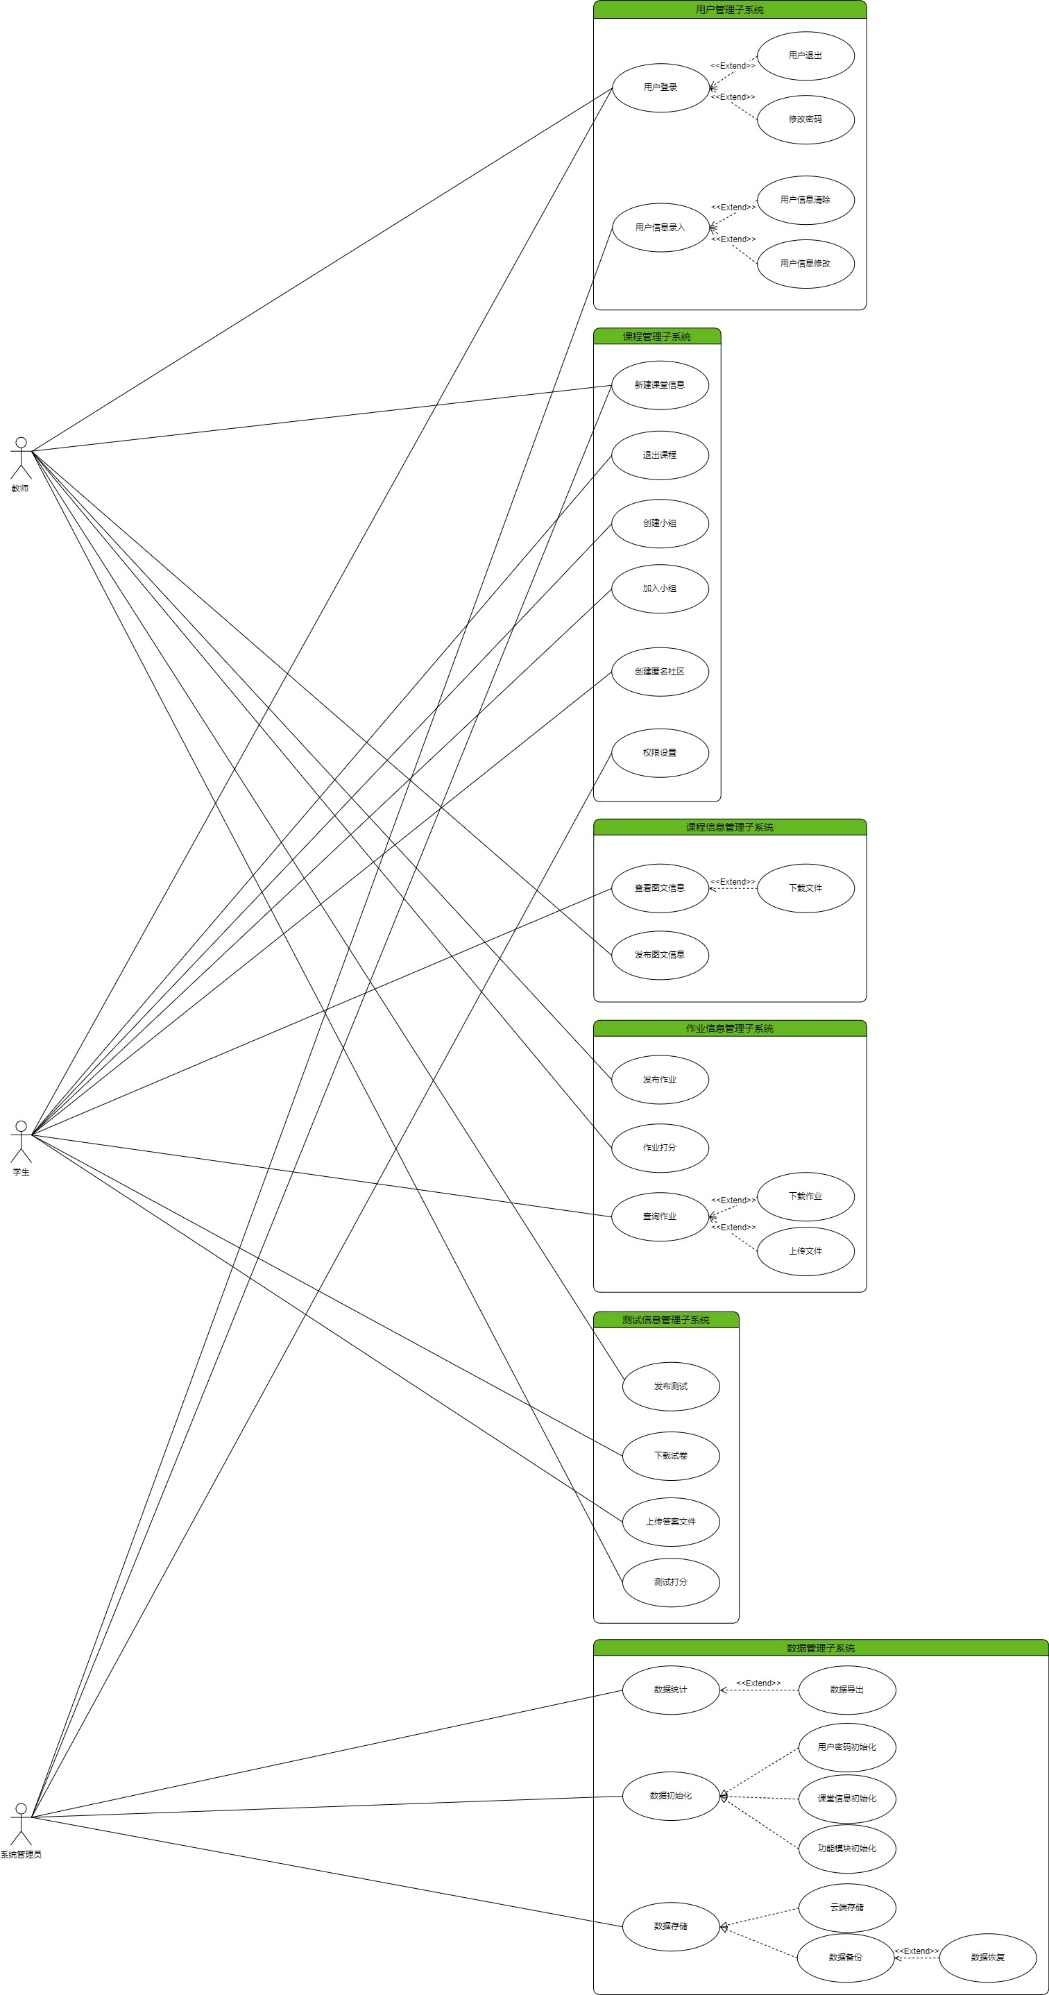 用户管理子系统
用户登录
<<Extend>>
用户退出
<<Extend>>
修改密码
用户信息录入
<<Extend>>
用户信息清除
<<Extend>>
用户信息修改
课程管理子系统
新建课堂信息
退出课程
创建小组
加入小组
创建匿名社区
权限设置
教师
课程信息管理子系统
查看图文信息
<<Extend>>
下载文件
发布图文信息
作业信息管理子系统
发布作业
作业打分
查询作业
<<Extend>>
下载作业
<<Extend>>
上传文件
学生
测试信息管理子系统
发布测试
下载试卷
上传答案文件
测试打分
数据管理子系统
数据统计
<<Extend>>
数据导出
数据初始化
用户密码初始化
课堂信息初始化
功能模块初始化
数据存储
云端存储
数据备份
<<Extend>>
数据恢复
系统管理员